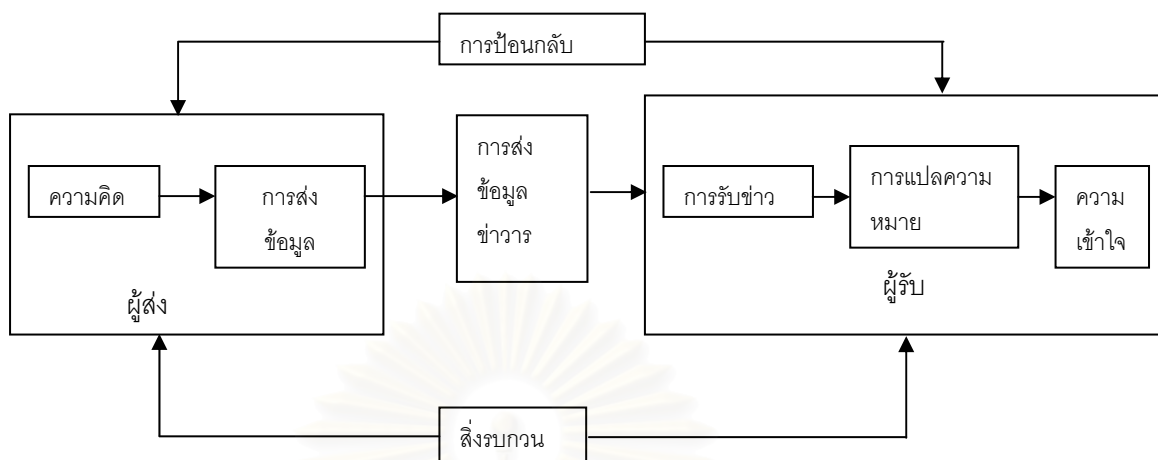 การป้อนกลับ
ความคิด
การส่ง
ข้อมูล
ผู้ส่ง
การส่ง
ข้อมูล
ข่าวาร
การรับข่าว
การแปลความ
หมาย
ความ
เข้าใจ
ผู้รับ
สิ่งรบกวน